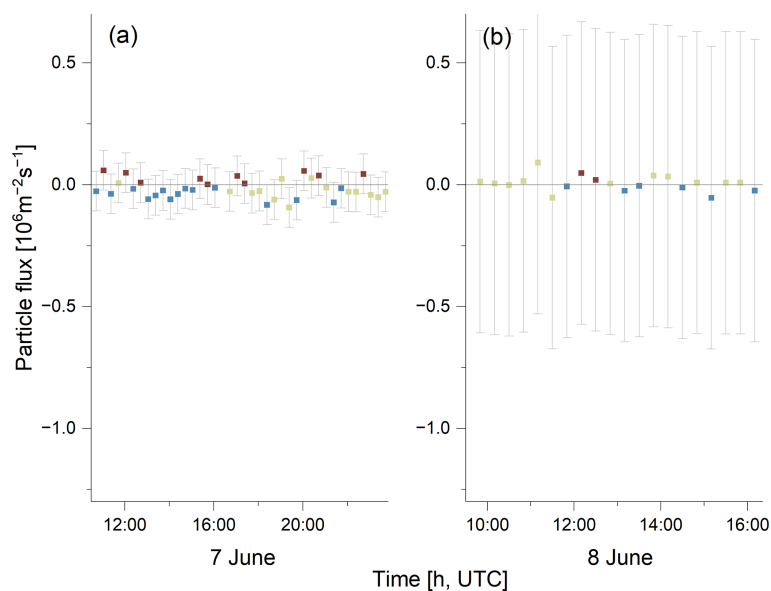 (a)
(b)
0.5
0.0
−0.5
−1.0
0.5
0.0
−0.5
−1.0
Particle flux [10⁶m⁻²s⁻¹]
12:00 16:00 20:00
10:00 12:00 14:00 16:00
7 June
8 June
Time [h, UTC]